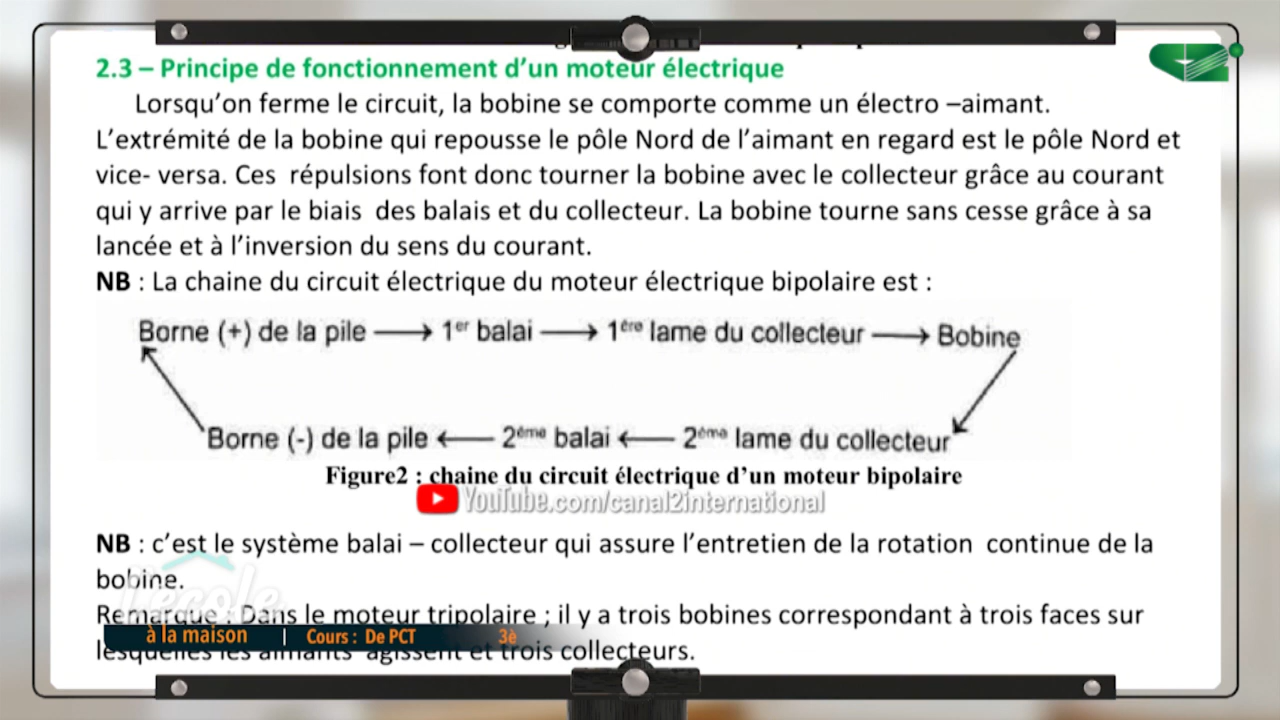 2.3 – Principe de fonctionnement d’un moteur électrique
Lorsqu’on ferme le circuit, la bobine se comporte comme un électro –aimant.
L’extrémité de la bobine qui repousse le pôle Nord de l’aimant en regard est le pôle Nord et
vice- versa. Ces répulsions font donc tourner la bobine avec le collecteur grâce au courant
qui y arrive par le biais des balais et du collecteur. La bobine tourne sans cesse grâce à sa
lancée et à l’inversion du sens du courant.
NB : La chaine du circuit électrique du moteur électrique bipolaire est :
Borne (+) de la pile ⟶ 1er balai ⟶ 1ère lame du collecteur ⟶ Bobine
Borne (-) de la pile ⟵ 2ème balai ⟵ 2ème lame du collecteur
Figure2 : chaine du circuit électrique d’un moteur bipolaire
YouTube.com/canal2international
NB : c’est le système balai – collecteur qui assure l’entretien de la rotation continue de la
bobine.
l'école
Remarque : Dans le moteur tripolaire ; il y a trois bobines correspondant à trois faces sur
à la maison | Cours : De PCT 3è
lesquelles les aimants agissent et trois collecteurs.